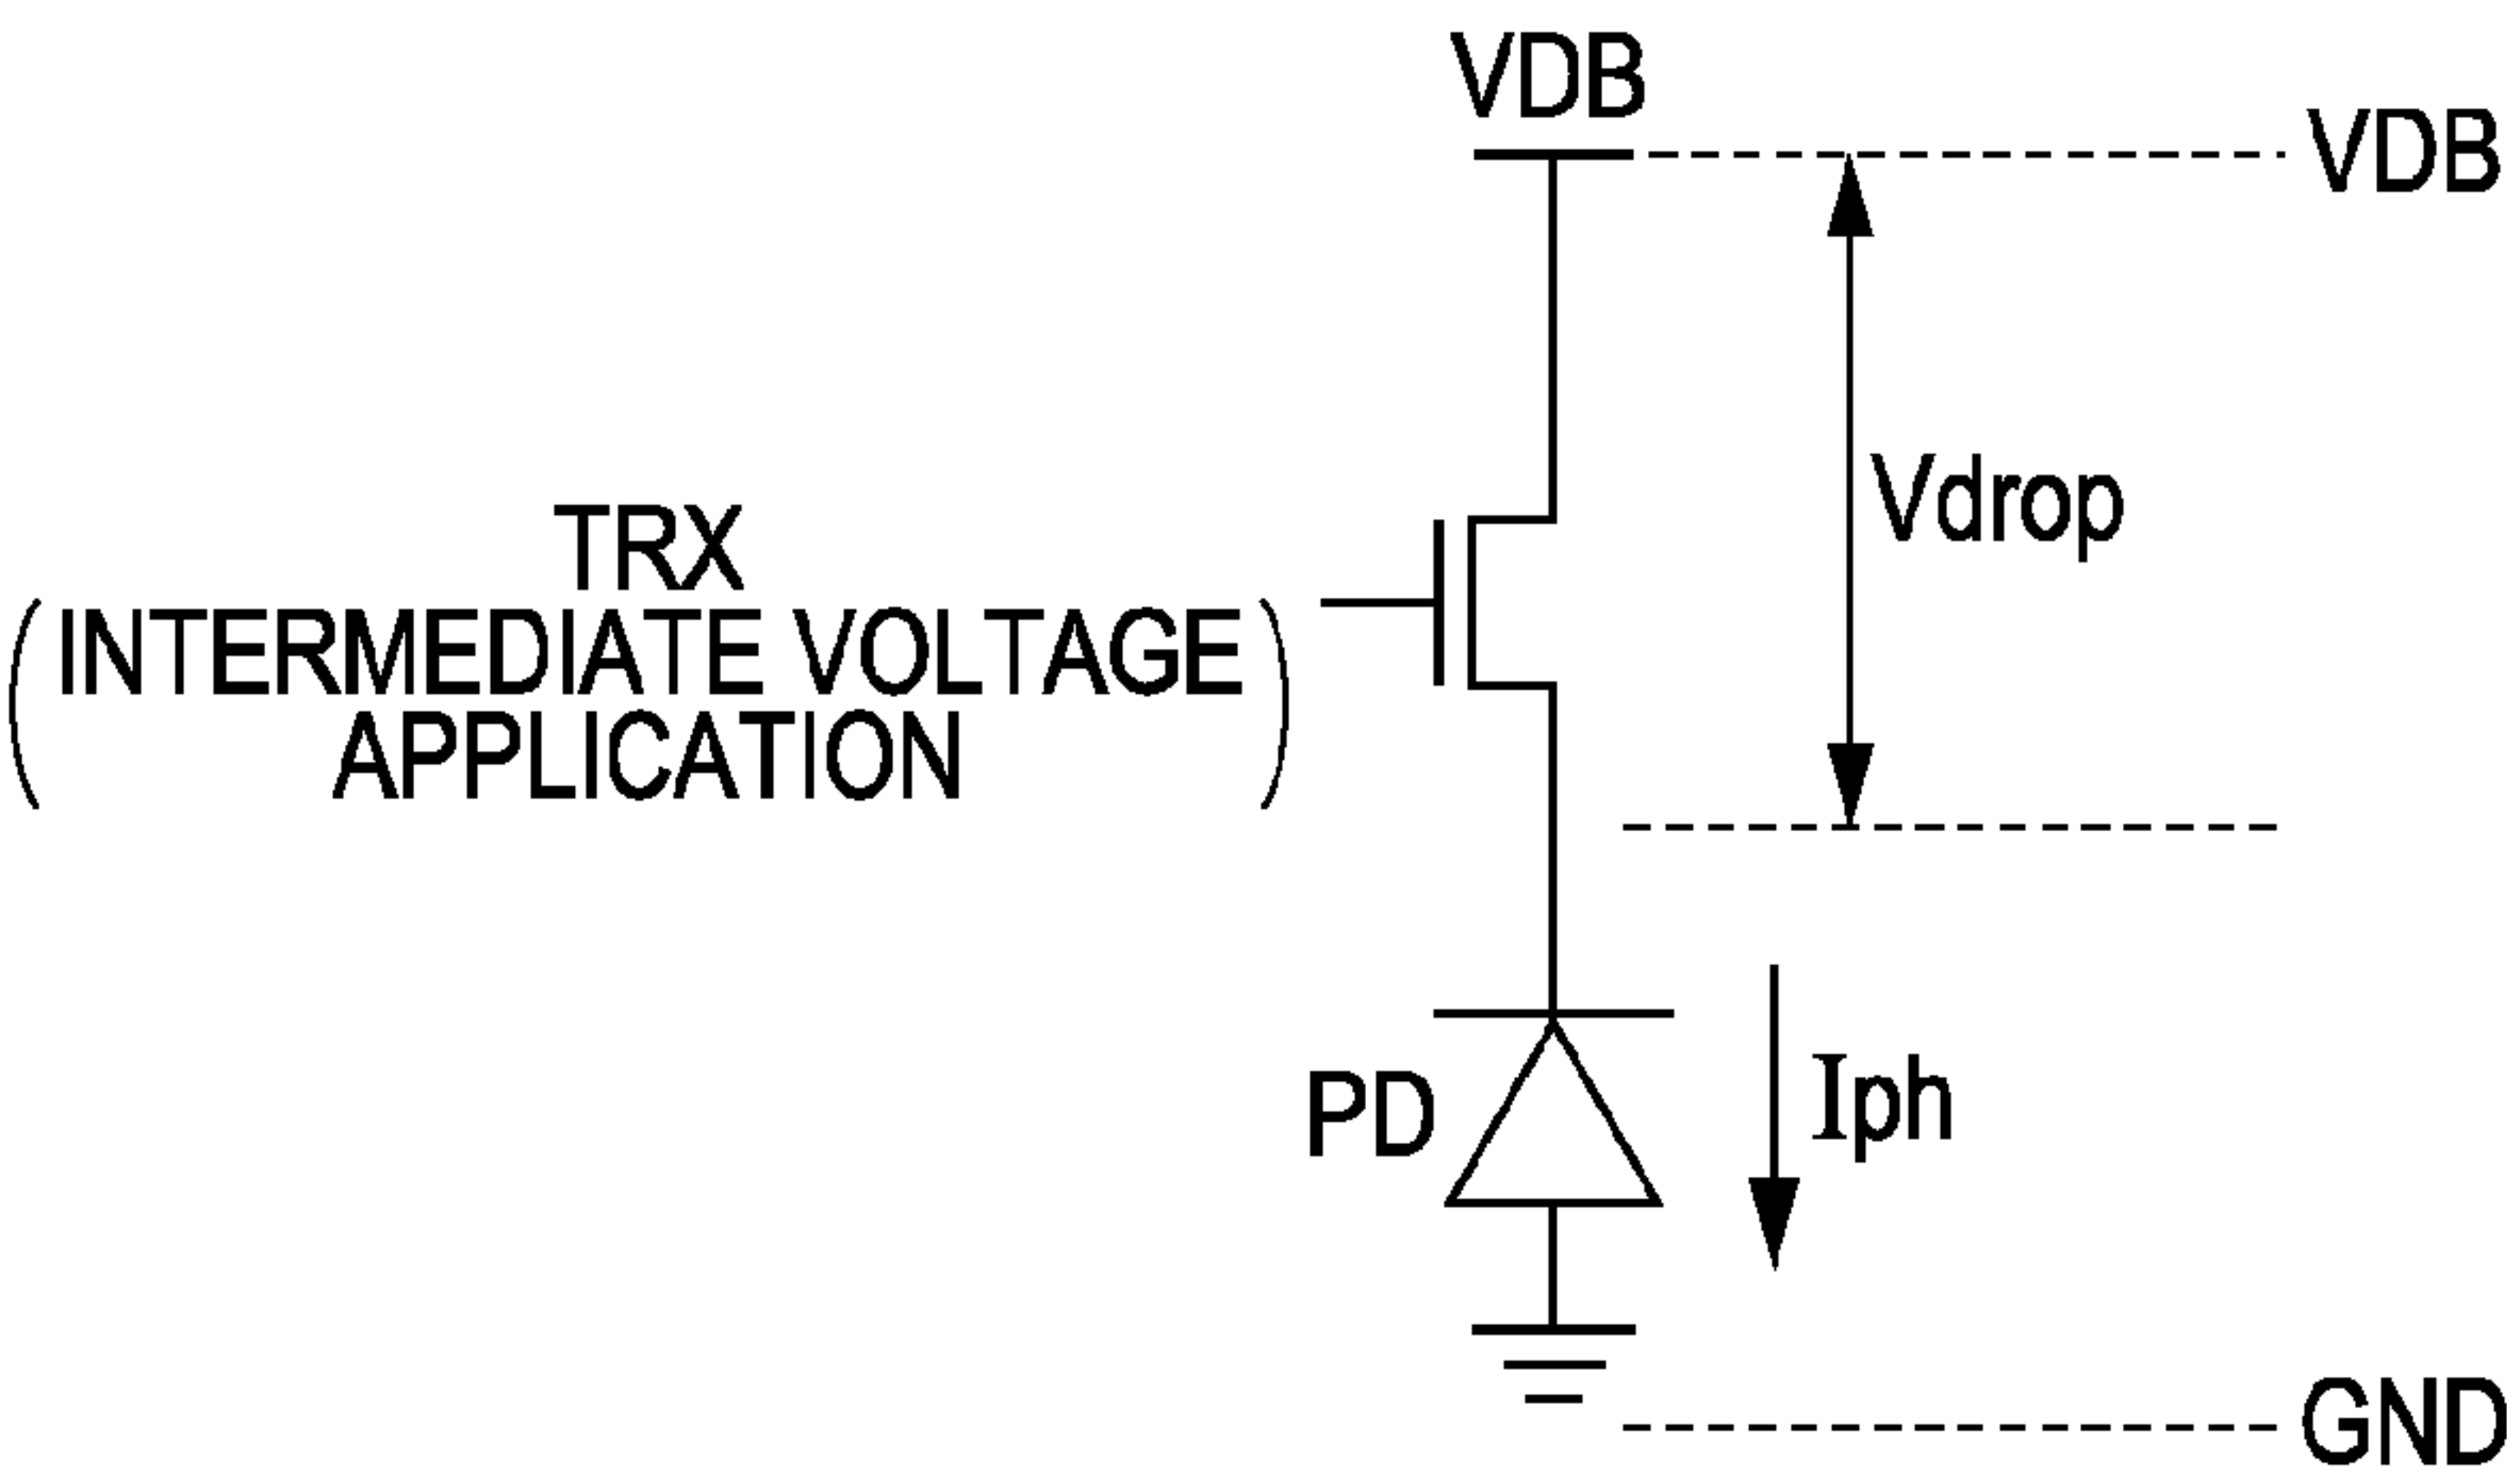 VDB
VDB
Vdrop
TRX
INTERMEDIATE VOLTAGE
APPLICATION
PD
Iph
GND